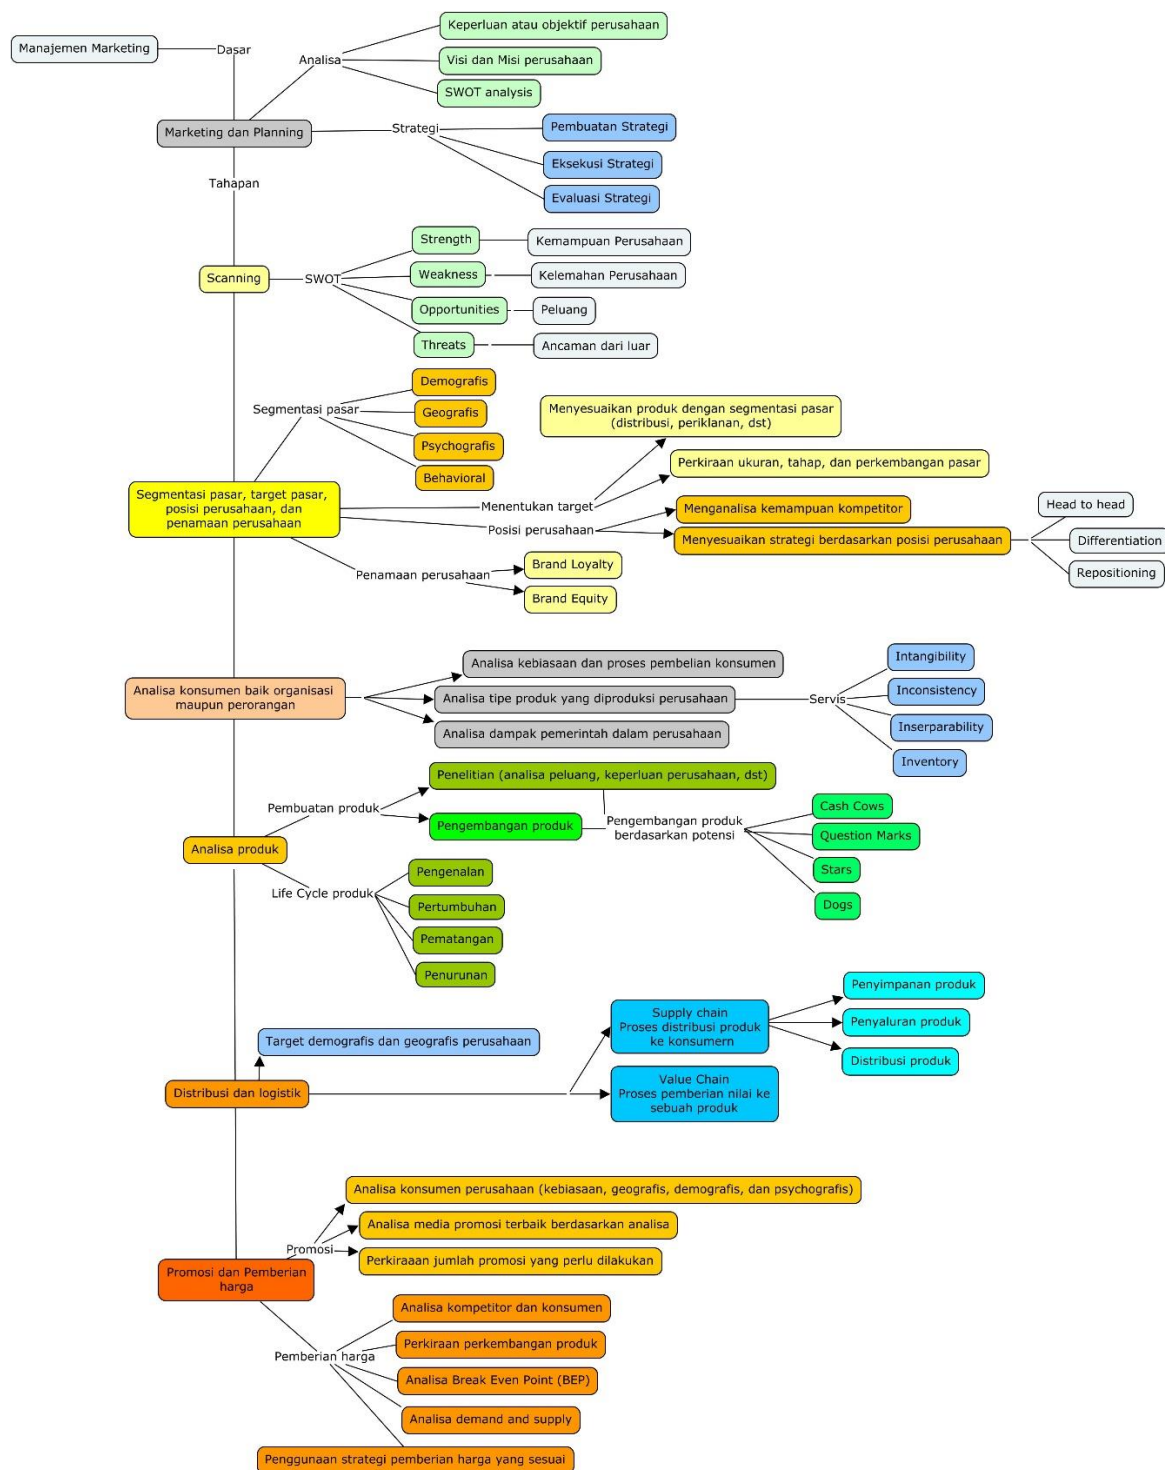 Manajemen Marketing
Dasar
Analisa
Keperluan atau objektif perusahaan
Visi dan Misi perusahaan
SWOT analysis
Marketing dan Planning
Strategi
Pembuatan Strategi
Eksekusi Strategi
Evaluasi Strategi
Tahapan
Scanning
SWOT
Strength
Kemampuan Perusahaan
Weakness
Kelemahan Perusahaan
Opportunities
Peluang
Threats
Ancaman dari luar
Segmentasi pasar
Demografis
Geografis
Psychografis
Behavioral
Segmentasi pasar, target pasar,
posisi perusahaan, dan
penamaan perusahaan
Menentukan target
Menyesuaikan produk dengan segmentasi pasar
(distribusi, periklanan, dst)
Perkiraan ukuran, tahap, dan perkembangan pasar
Posisi perusahaan
Menganalisa kemampuan kompetitor
Menyesuaikan strategi berdasarkan posisi perusahaan
Head to head
Differentiation
Repositioning
Penamaan perusahaan
Brand Loyalty
Brand Equity
Analisa konsumen baik organisasi
maupun perorangan
Analisa kebiasaan dan proses pembelian konsumen
Analisa tipe produk yang diproduksi perusahaan
Analisa dampak pemerintah dalam perusahaan
Servis
Intangibility
Inconsistency
Inserparability
Inventory
Analisa produk
Pembuatan produk
Penelitian (analisa peluang, keperluan perusahaan, dst)
Pengembangan produk
Pengembangan produk
berdasarkan potensi
Cash Cows
Question Marks
Stars
Dogs
Life Cycle produk
Pengenalan
Pertumbuhan
Pematangan
Penurunan
Distribusi dan logistik
Target demografis dan geografis perusahaan
Supply chain
Proses distribusi produk
ke konsumern
Penyimpanan produk
Penyaluran produk
Distribusi produk
Value Chain
Proses pemberian nilai ke
sebuah produk
Promosi dan Pemberian
harga
Promosi
Analisa konsumen perusahaan (kebiasaan, geografis, demografis, dan psychografis)
Analisa media promosi terbaik berdasarkan analisa
Perkiraaan jumlah promosi yang perlu dilakukan
Pemberian harga
Analisa kompetitor dan konsumen
Perkiraan perkembangan produk
Analisa Break Even Point (BEP)
Analisa demand and supply
Penggunaan strategi pemberian harga yang sesuai